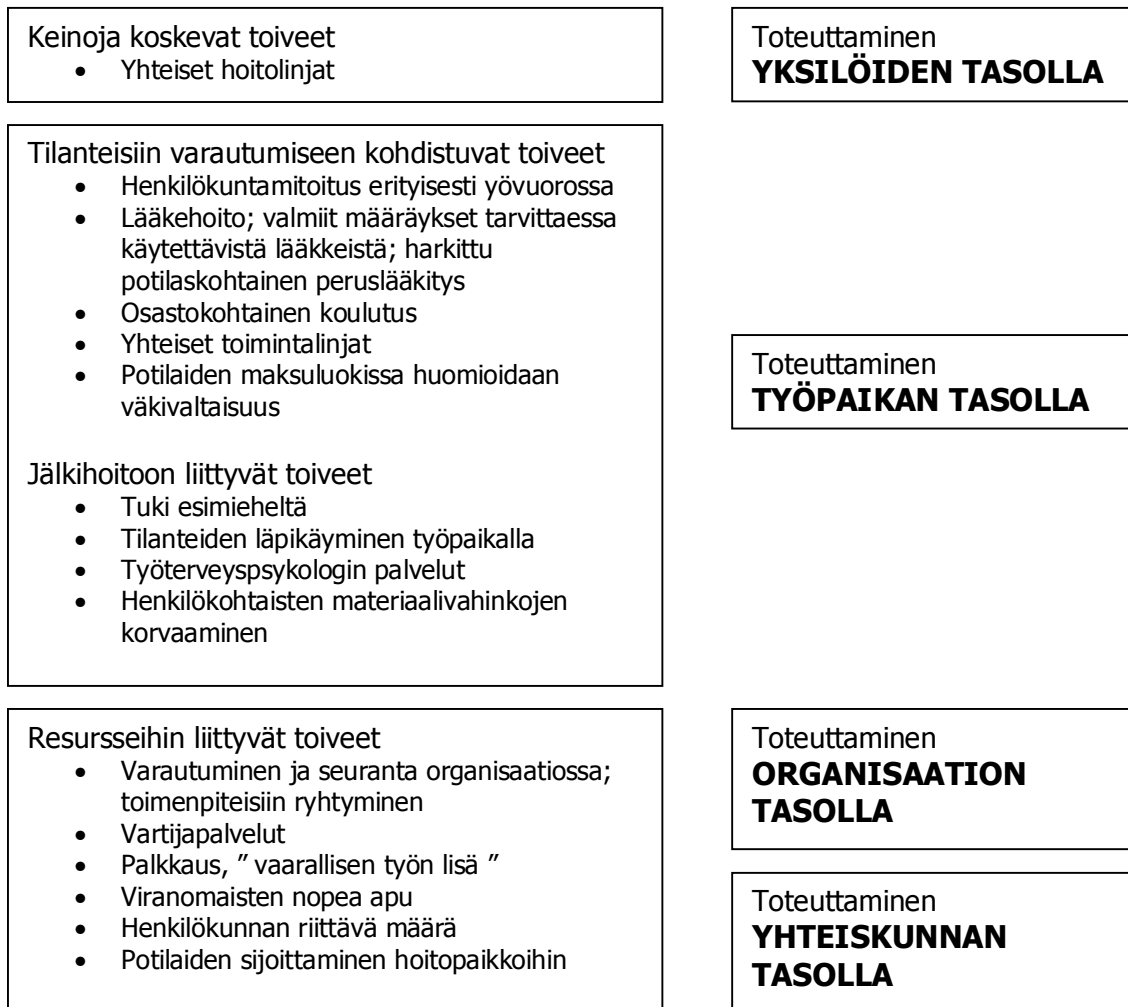 Keinoja koskevat toiveet
• Yhteiset hoitolinjat
Toteuttaminen
YKSILÖIDEN TASOLLA
Tilanteisiin varautumiseen kohdistuvat toiveet
• Henkilökuntamitoitus erityisesti yövuorossa
• Lääkehoito; valmiit määräykset tarvittaessa
käytettävistä lääkkeistä; harkittu
potilaskohtainen peruslääkitys
• Osastokohtainen koulutus
• Yhteiset toimintalinjat
• Potilaiden maksuluokissa huomioidaan
väkivaltaisuus
Jälkihoitoon liittyvät toiveet
• Tuki esimieheltä
• Tilanteiden läpikäyminen työpaikalla
• Työterveyspsykologin palvelut
• Henkilökohtaisten materiaalivahinkojen
korvaaminen
Toteuttaminen
TYÖPAIKAN TASOLLA
Resursseihin liittyvät toiveet
• Varautuminen ja seuranta organisaatiossa;
toimenpiteisiin ryhtyminen
• Vartijapalvelut
• Palkkaus, ” vaarallisen työn lisä ”
• Viranomaisten nopea apu
• Henkilökunnan riittävä määrä
• Potilaiden sijoittaminen hoitopaikkoihin
Toteuttaminen
ORGANISAATION
TASOLLA
Toteuttaminen
YHTEISKUNNAN
TASOLLA